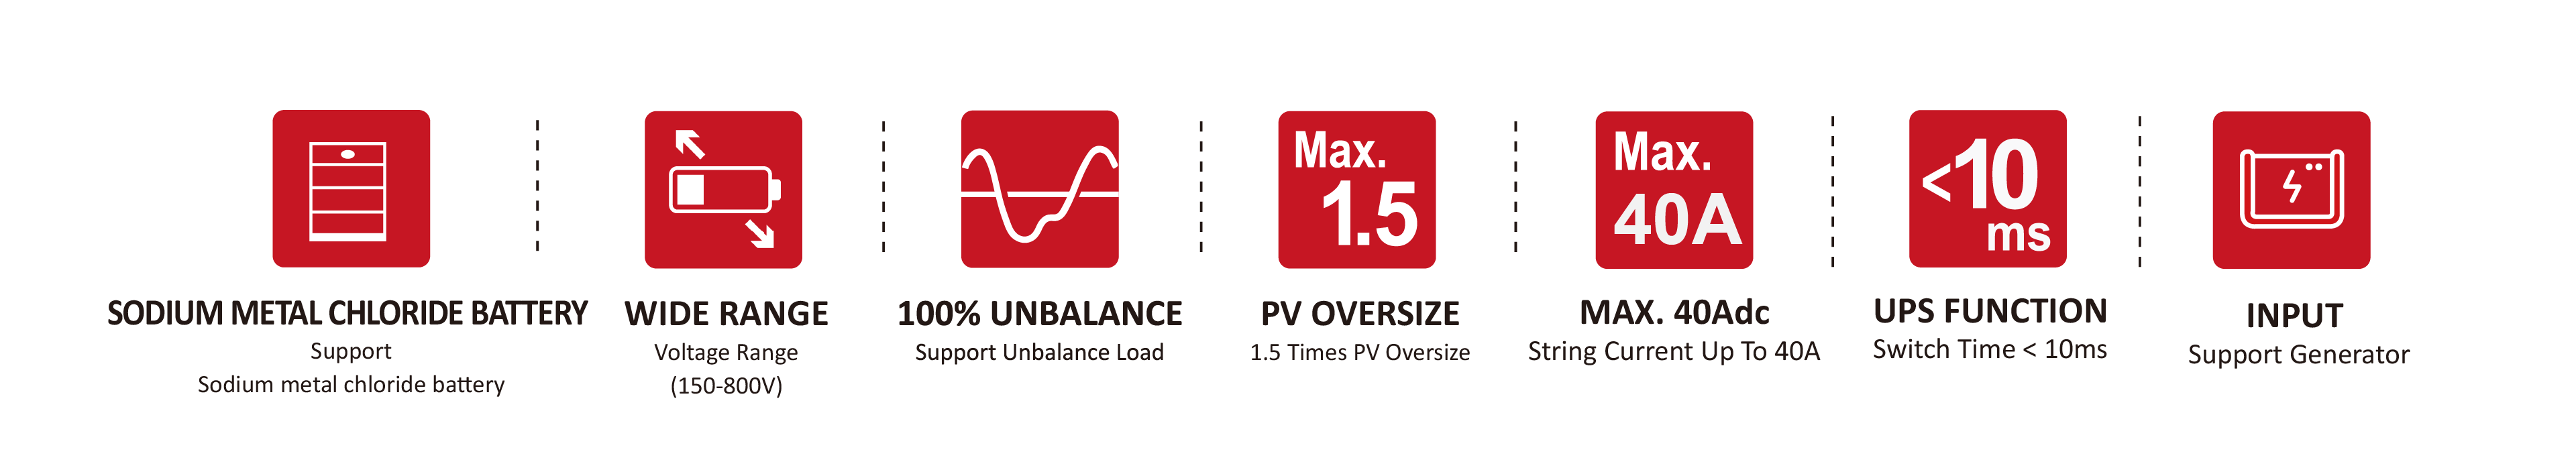 SODIUM METAL CHLORIDE BATTERY
Support
Sodium metal chloride battery
WIDE RANGE
Voltage Range
(150-800V)
100% UNBALANCE
Support Unbalance Load
Max.
1.5
PV OVERSIZE
1.5 Times PV Oversize
Max.
40A
MAX. 40Adc
String Current Up To 40A
<10
ms
UPS FUNCTION
Switch Time < 10ms
INPUT
Support Generator